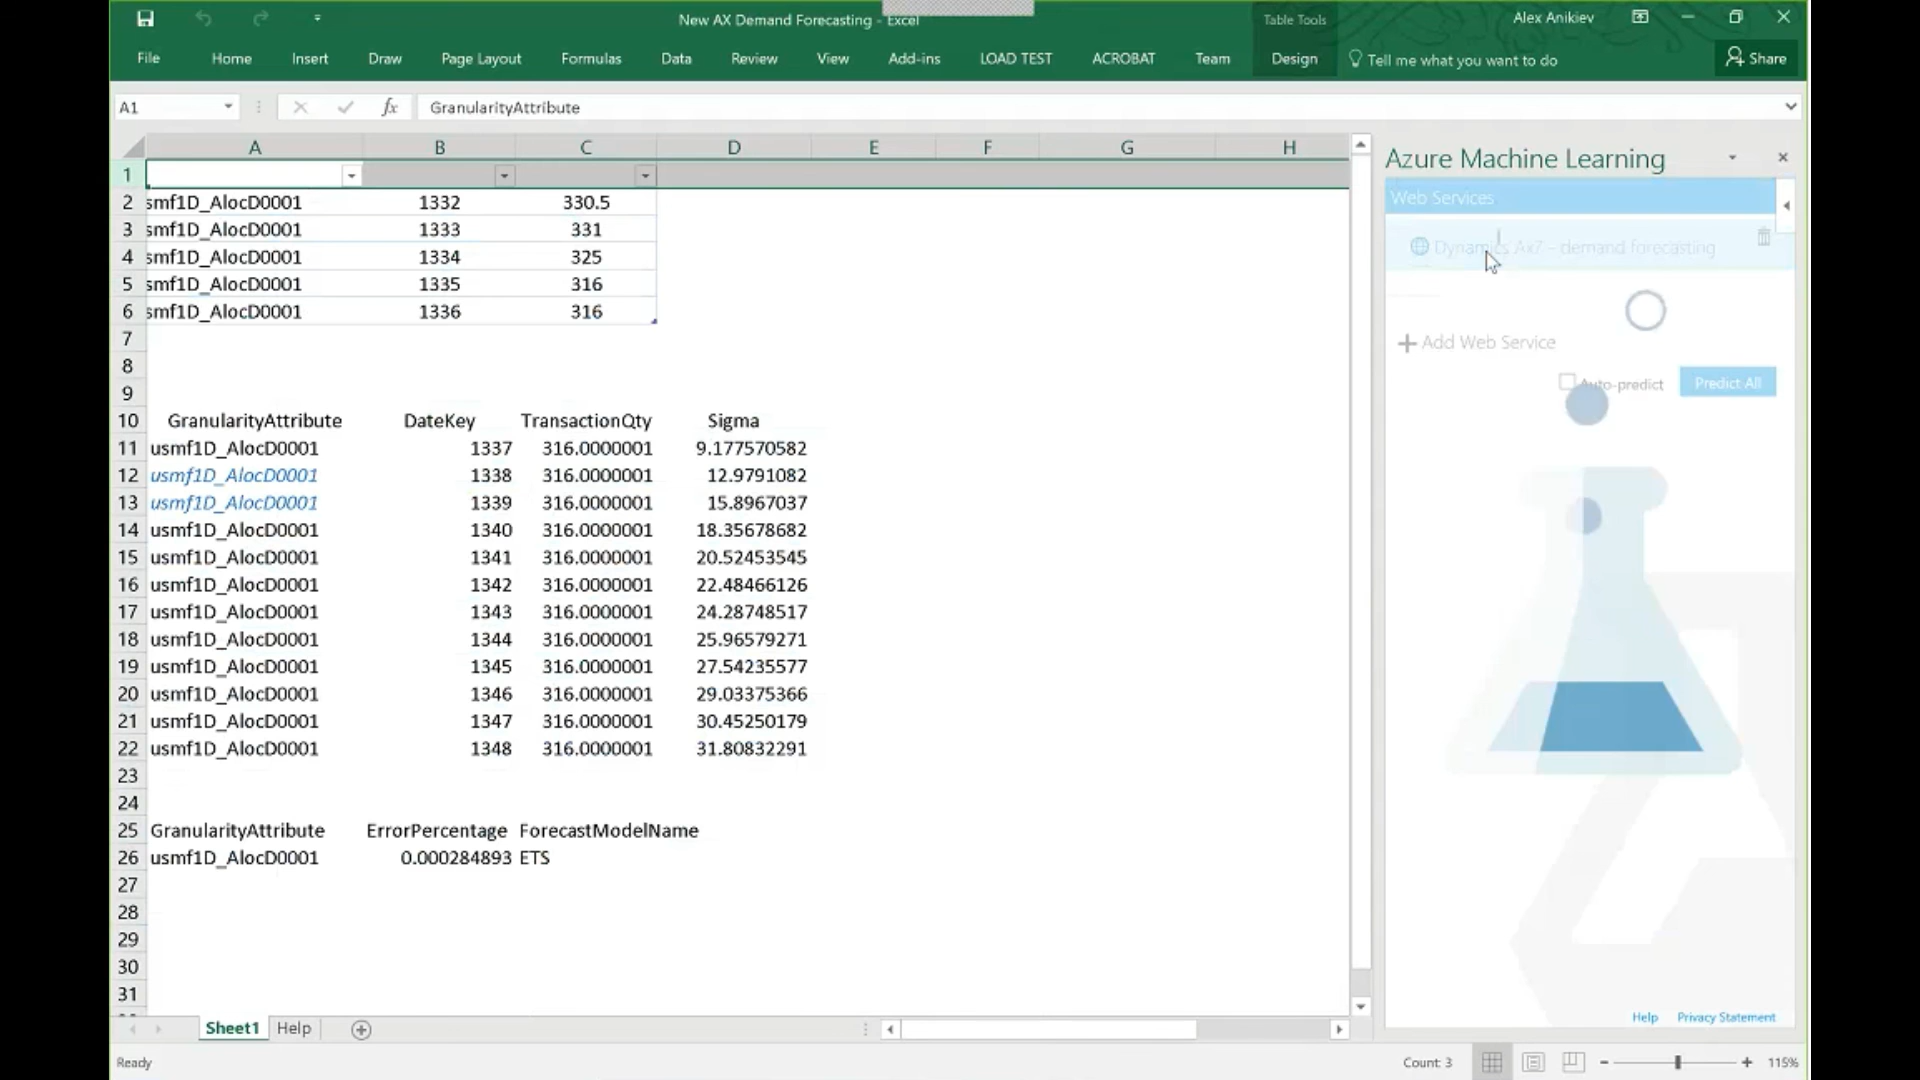 New AX Demand Forecasting - Excel
Table Tools
Alex Anikiev
File Home Insert Draw Page Layout Formulas Data Review View Add-ins LOAD TEST ACROBAT Team Design Tell me what you want to do Share
A1 fx GranularityAttribute
A B C D E F G H
1
2 smf1D_AlocD0001 1332 330.5
3 smf1D_AlocD0001 1333 331
4 smf1D_AlocD0001 1334 325
5 smf1D_AlocD0001 1335 316
6 smf1D_AlocD0001 1336 316
7
8
9
10 GranularityAttribute DateKey TransactionQty Sigma
11 usmf1D_AlocD0001 1337 316.0000001 9.177570582
12 usmf1D_AlocD0001 1338 316.0000001 12.9791082
13 usmf1D_AlocD0001 1339 316.0000001 15.8967037
14 usmf1D_AlocD0001 1340 316.0000001 18.35678682
15 usmf1D_AlocD0001 1341 316.0000001 20.52453545
16 usmf1D_AlocD0001 1342 316.0000001 22.48466126
17 usmf1D_AlocD0001 1343 316.0000001 24.28748517
18 usmf1D_AlocD0001 1344 316.0000001 25.96579271
19 usmf1D_AlocD0001 1345 316.0000001 27.54235577
20 usmf1D_AlocD0001 1346 316.0000001 29.03375366
21 usmf1D_AlocD0001 1347 316.0000001 30.45250179
22 usmf1D_AlocD0001 1348 316.0000001 31.80832291
23
24
25 GranularityAttribute ErrorPercentage ForecastModelName
26 usmf1D_AlocD0001 0.000284893 ETS
27
28
29
30
31
Azure Machine Learning
Web Services
Dynamics Ax7 - demand forecasting
Add Web Service
Auto-predict Predict All
Help Privacy Statement
Sheet1 Help
Ready Count: 3 115%